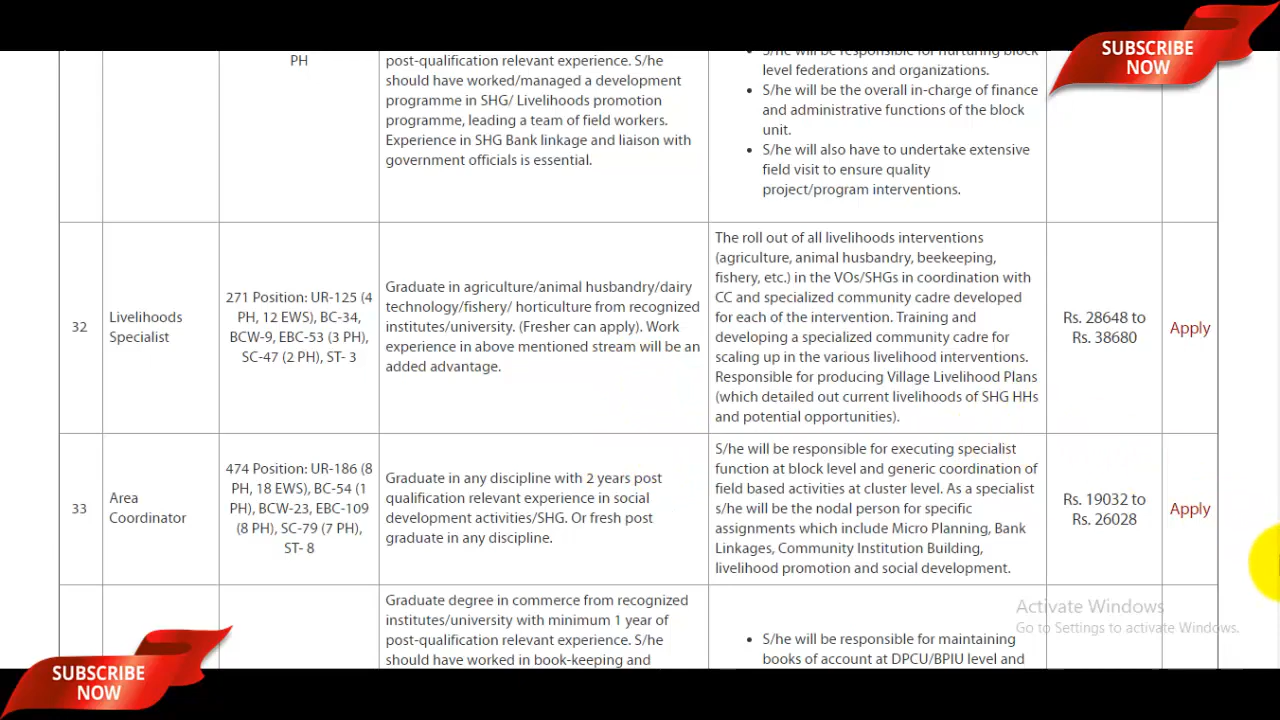 SUBSCRIBE
NOW
PH
post-qualification relevant experience. S/he
should have worked/managed a development
programme in SHG/ Livelihoods promotion
programme, leading a team of field workers.
Experience in SHG Bank linkage and liaison with
government officials is essential.
• S/he will be responsible for nurturing block
level federations and organizations.
• S/he will be the overall in-charge of finance
and administrative functions of the block
unit.
• S/he will also have to undertake extensive
field visit to ensure quality
project/program interventions.
32
Livelihoods
Specialist
271 Position: UR-125 (4
PH, 12 EWS), BC-34,
BCW-9, EBC-53 (3 PH),
SC-47 (2 PH), ST- 3
Graduate in agriculture/animal husbandry/dairy
technology/fishery/ horticulture from recognized
institutes/university. (Fresher can apply). Work
experience in above mentioned stream will be an
added advantage.
The roll out of all livelihoods interventions
(agriculture, animal husbandry, beekeeping,
fishery, etc.) in the VOs/SHGs in coordination with
CC and specialized community cadre developed
for each of the intervention. Training and
developing a specialized community cadre for
scaling up in the various livelihood interventions.
Responsible for producing Village Livelihood Plans
(which detailed out current livelihoods of SHG HHs
and potential opportunities).
Rs. 28648 to
Rs. 38680
Apply
33
Area
Coordinator
474 Position: UR-186 (8
PH, 18 EWS), BC-54 (1
PH), BCW-23, EBC-109
(8 PH), SC-79 (7 PH),
ST- 8
Graduate in any discipline with 2 years post
qualification relevant experience in social
development activities/SHG. Or fresh post
graduate in any discipline.
S/he will be responsible for executing specialist
function at block level and generic coordination of
field based activities at cluster level. As a specialist
s/he will be the nodal person for specific
assignments which include Micro Planning, Bank
Linkages, Community Institution Building,
livelihood promotion and social development.
Rs. 19032 to
Rs. 26028
Apply
Graduate degree in commerce from recognized
institutes/university with minimum 1 year of
post-qualification relevant experience. S/he
should have worked in book-keeping and
• S/he will be responsible for maintaining
books of account at DPCU/BPIU level and
Activate Windows
Go to Settings to activate Windows.
SUBSCRIBE
NOW